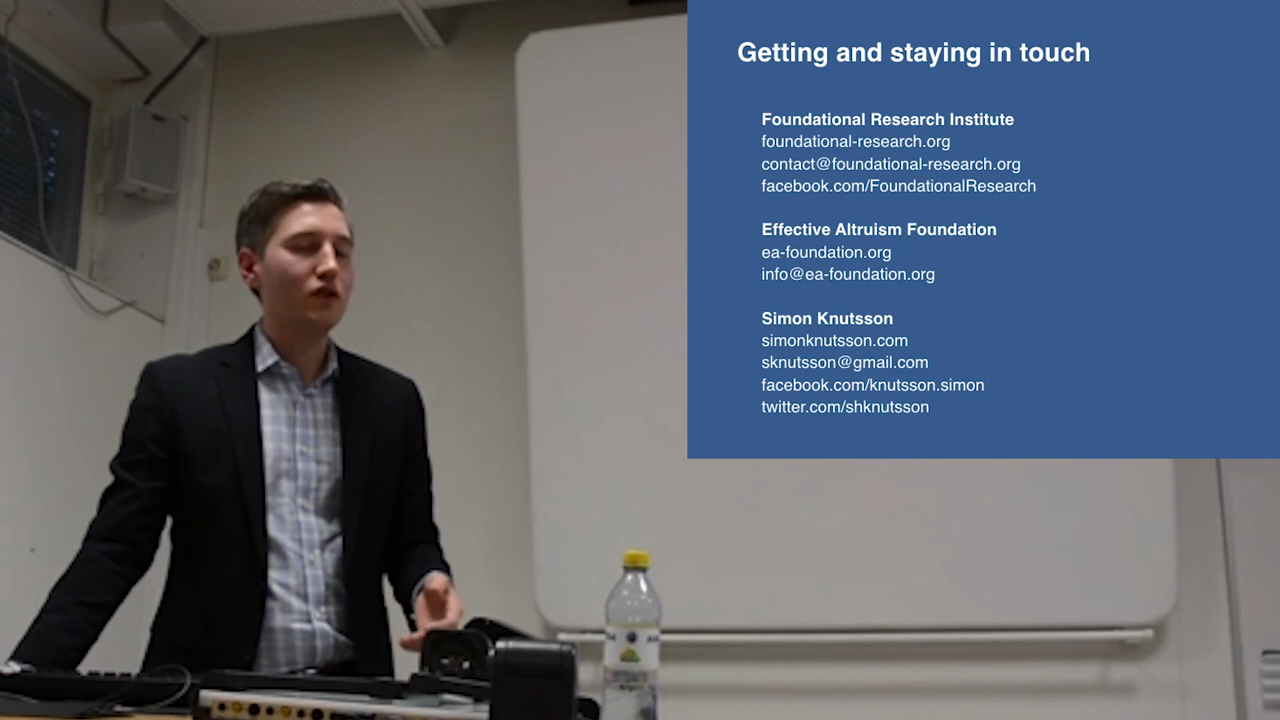 Getting and staying in touch
Foundational Research Institute
foundational-research.org
contact@foundational-research.org
facebook.com/FoundationalResearch
Effective Altruism Foundation
ea-foundation.org
info@ea-foundation.org
Simon Knutsson
simonknutsson.com
sknutsson@gmail.com
facebook.com/knutsson.simon
twitter.com/shknutsson